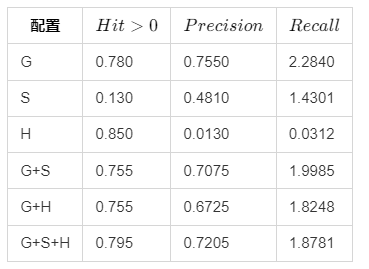 配置 Hit > 0 Precision Recall
G 0.780 0.7550 2.2840
S 0.130 0.4810 1.4301
H 0.850 0.0130 0.0312
G+S 0.755 0.7075 1.9985
G+H 0.755 0.6725 1.8248
G+S+H 0.795 0.7205 1.8781